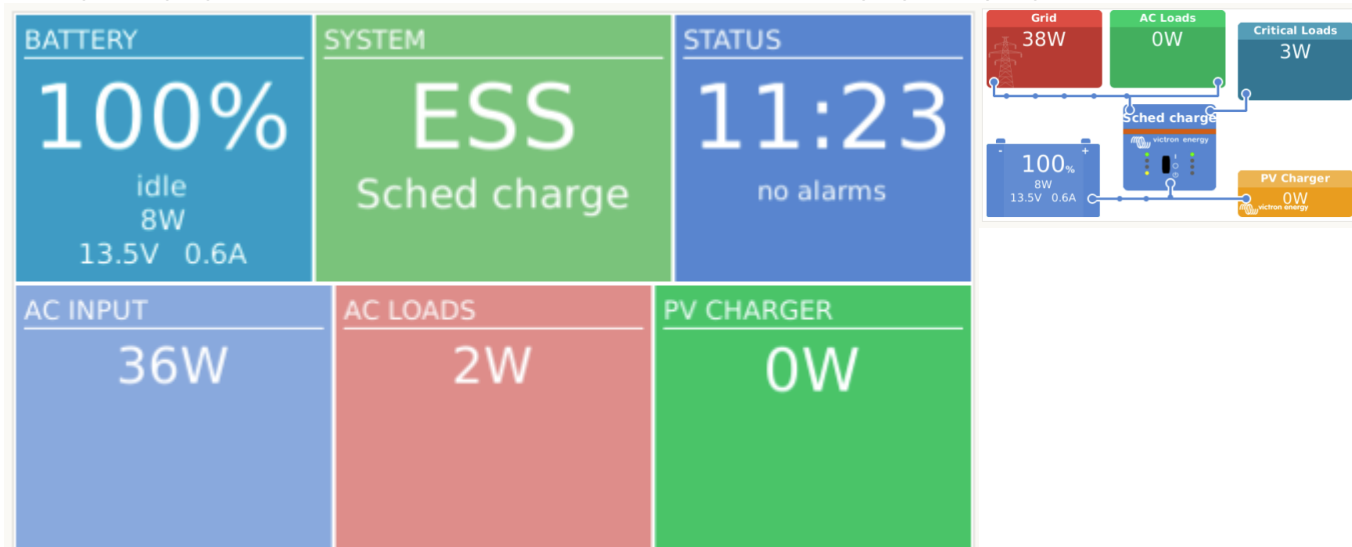 BATTERY
100%
idle
8W
13.5V 0.6A
SYSTEM
ESS
Sched charge
STATUS
11:23
no alarms
AC INPUT
36W
AC LOADS
2W
PV CHARGER
0W
Grid
38W
AC Loads
0W
Critical Loads
3W
Sched charge
victron energy
- +
100%
8W
13.5V 0.6A
PV Charger
0W
victron energy